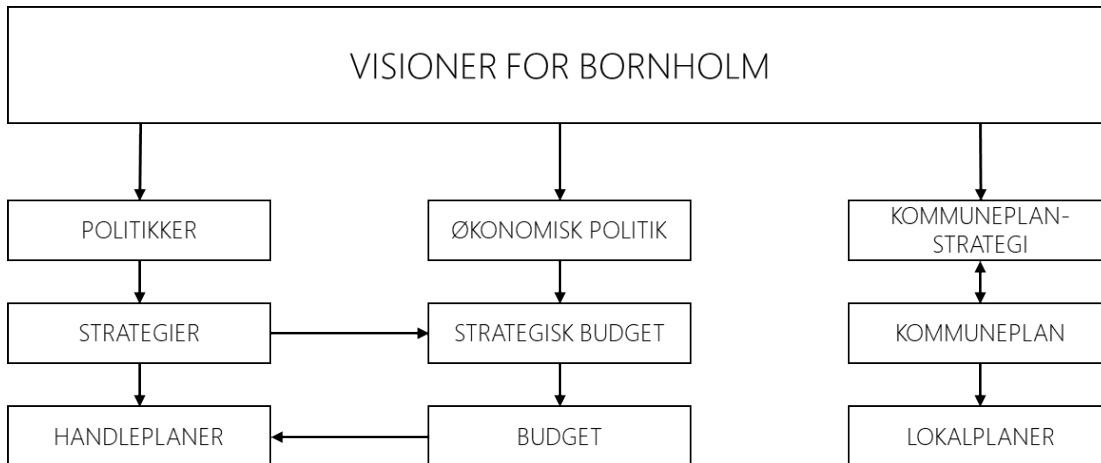 VISIONER FOR BORNHOLM
POLITIKKER
ØKONOMISK POLITIK
KOMMUNEPLAN-
STRATEGI
STRATEGIER
STRATEGISK BUDGET
KOMMUNEPLAN
HANDLEPLANER
BUDGET
LOKALPLANER